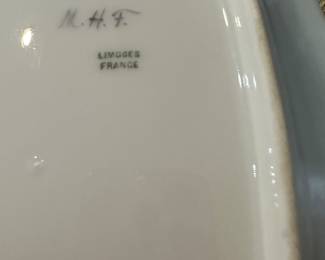 M. H. F.
LIMOGES
FRANCE